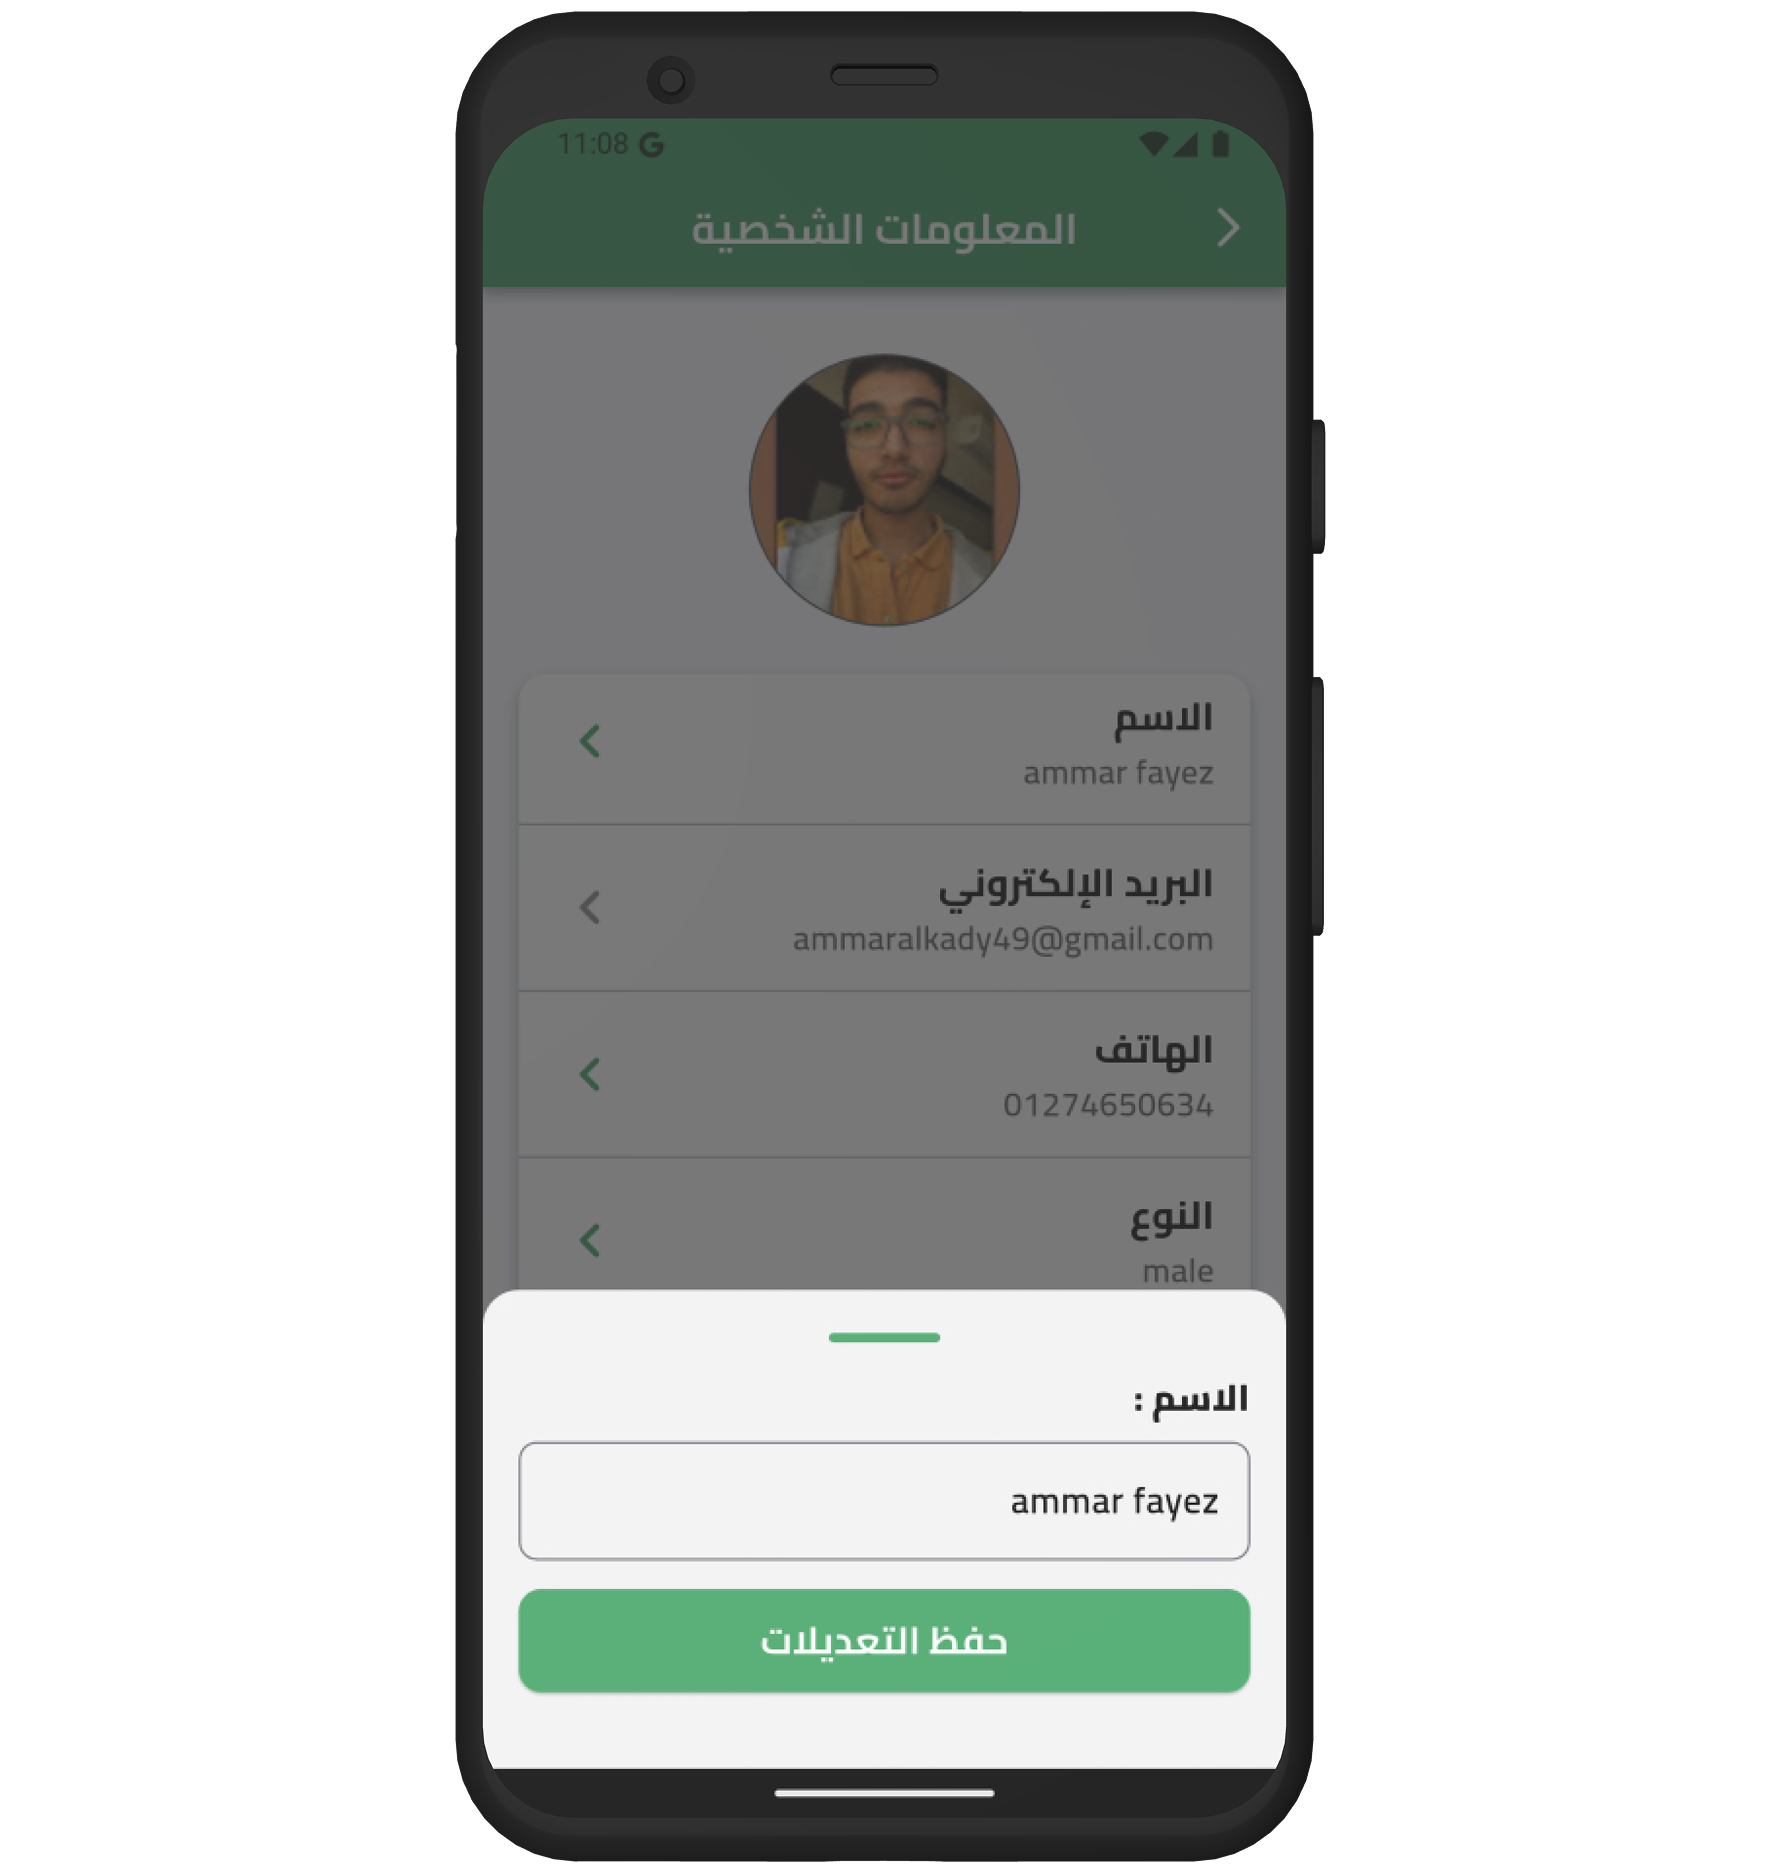 11:08
المعلومات الشخصية
الاسم
ammar fayez
البريد الإلكتروني
ammaralkady49@gmail.com
الهاتف
01274650634
النوع
male
الاسم :
ammar fayez
حفظ التعديلات